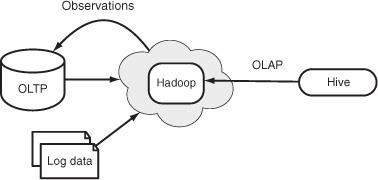 Observations
OLTP
Hadoop
OLAP
Hive
Log data